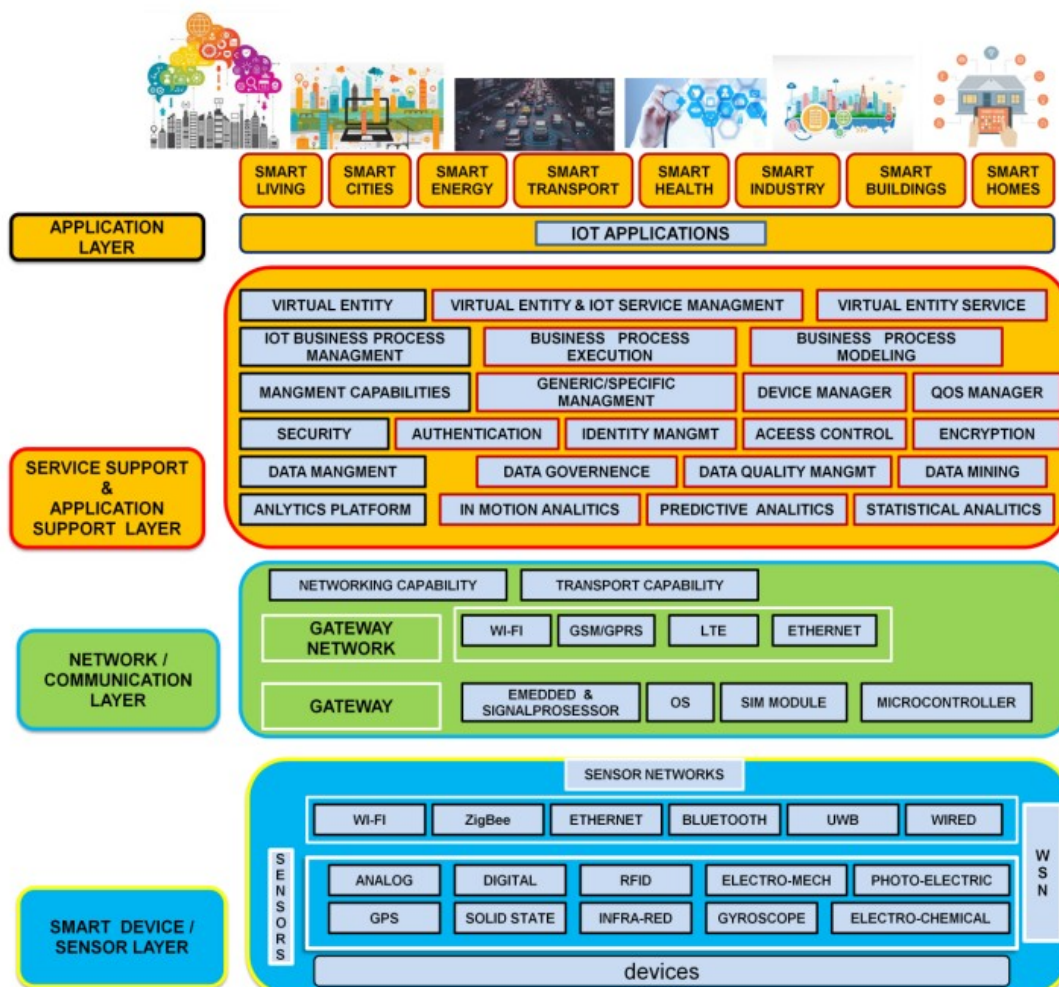 SMART
LIVING
SMART
CITIES
SMART
ENERGY
SMART
TRANSPORT
SMART
HEALTH
SMART
INDUSTRY
SMART
BUILDINGS
SMART
HOMES
APPLICATION
LAYER
IOT APPLICATIONS
VIRTUAL ENTITY
VIRTUAL ENTITY & IOT SERVICE MANAGMENT
VIRTUAL ENTITY SERVICE
IOT BUSINESS PROCESS
MANAGMENT
BUSINESS PROCESS
EXECUTION
BUSINESS PROCESS
MODELING
MANGMENT CAPABILITIES
GENERIC/SPECIFIC
MANAGMENT
DEVICE MANAGER
QOS MANAGER
SERVICE SUPPORT
&
APPLICATION
SUPPORT LAYER
SECURITY
AUTHENTICATION
IDENTITY MANGMT
ACEESS CONTROL
ENCRYPTION
DATA MANGMENT
DATA GOVERNENCE
DATA QUALITY MANGMT
DATA MINING
ANLYTICS PLATFORM
IN MOTION ANALITICS
PREDICTIVE ANALITICS
STATISTICAL ANALITICS
NETWORK /
COMMUNICATION
LAYER
NETWORKING CAPABILITY
TRANSPORT CAPABILITY
GATEWAY
NETWORK
WI-FI
GSM/GPRS
LTE
ETHERNET
GATEWAY
EMEDDED &
SIGNALPROSESSOR
OS
SIM MODULE
MICROCONTROLLER
SMART DEVICE /
SENSOR LAYER
SENSOR NETWORKS
WI-FI
ZigBee
ETHERNET
BLUETOOTH
UWB
WIRED
SENSORS
ANALOG
DIGITAL
RFID
ELECTRO-MECH
PHOTO-ELECTRIC
GPS
SOLID STATE
INFRA-RED
GYROSCOPE
ELECTRO-CHEMICAL
WSN
devices